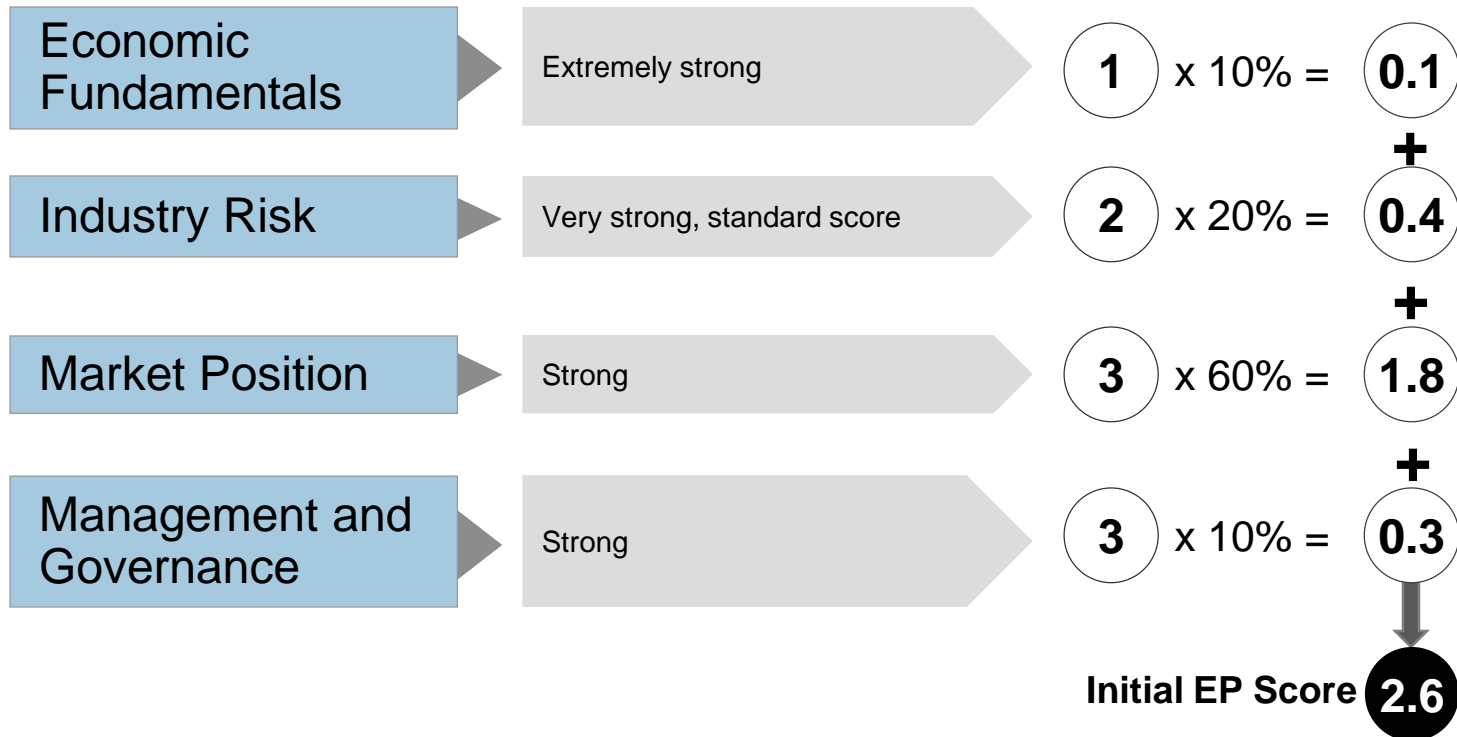 Economic
Fundamentals
Extremely strong
1 x 10% = 0.1
+
Industry Risk
Very strong, standard score
2 x 20% = 0.4
+
Market Position
Strong
3 x 60% = 1.8
+
Management and
Governance
Strong
3 x 10% = 0.3
Initial EP Score 2.6